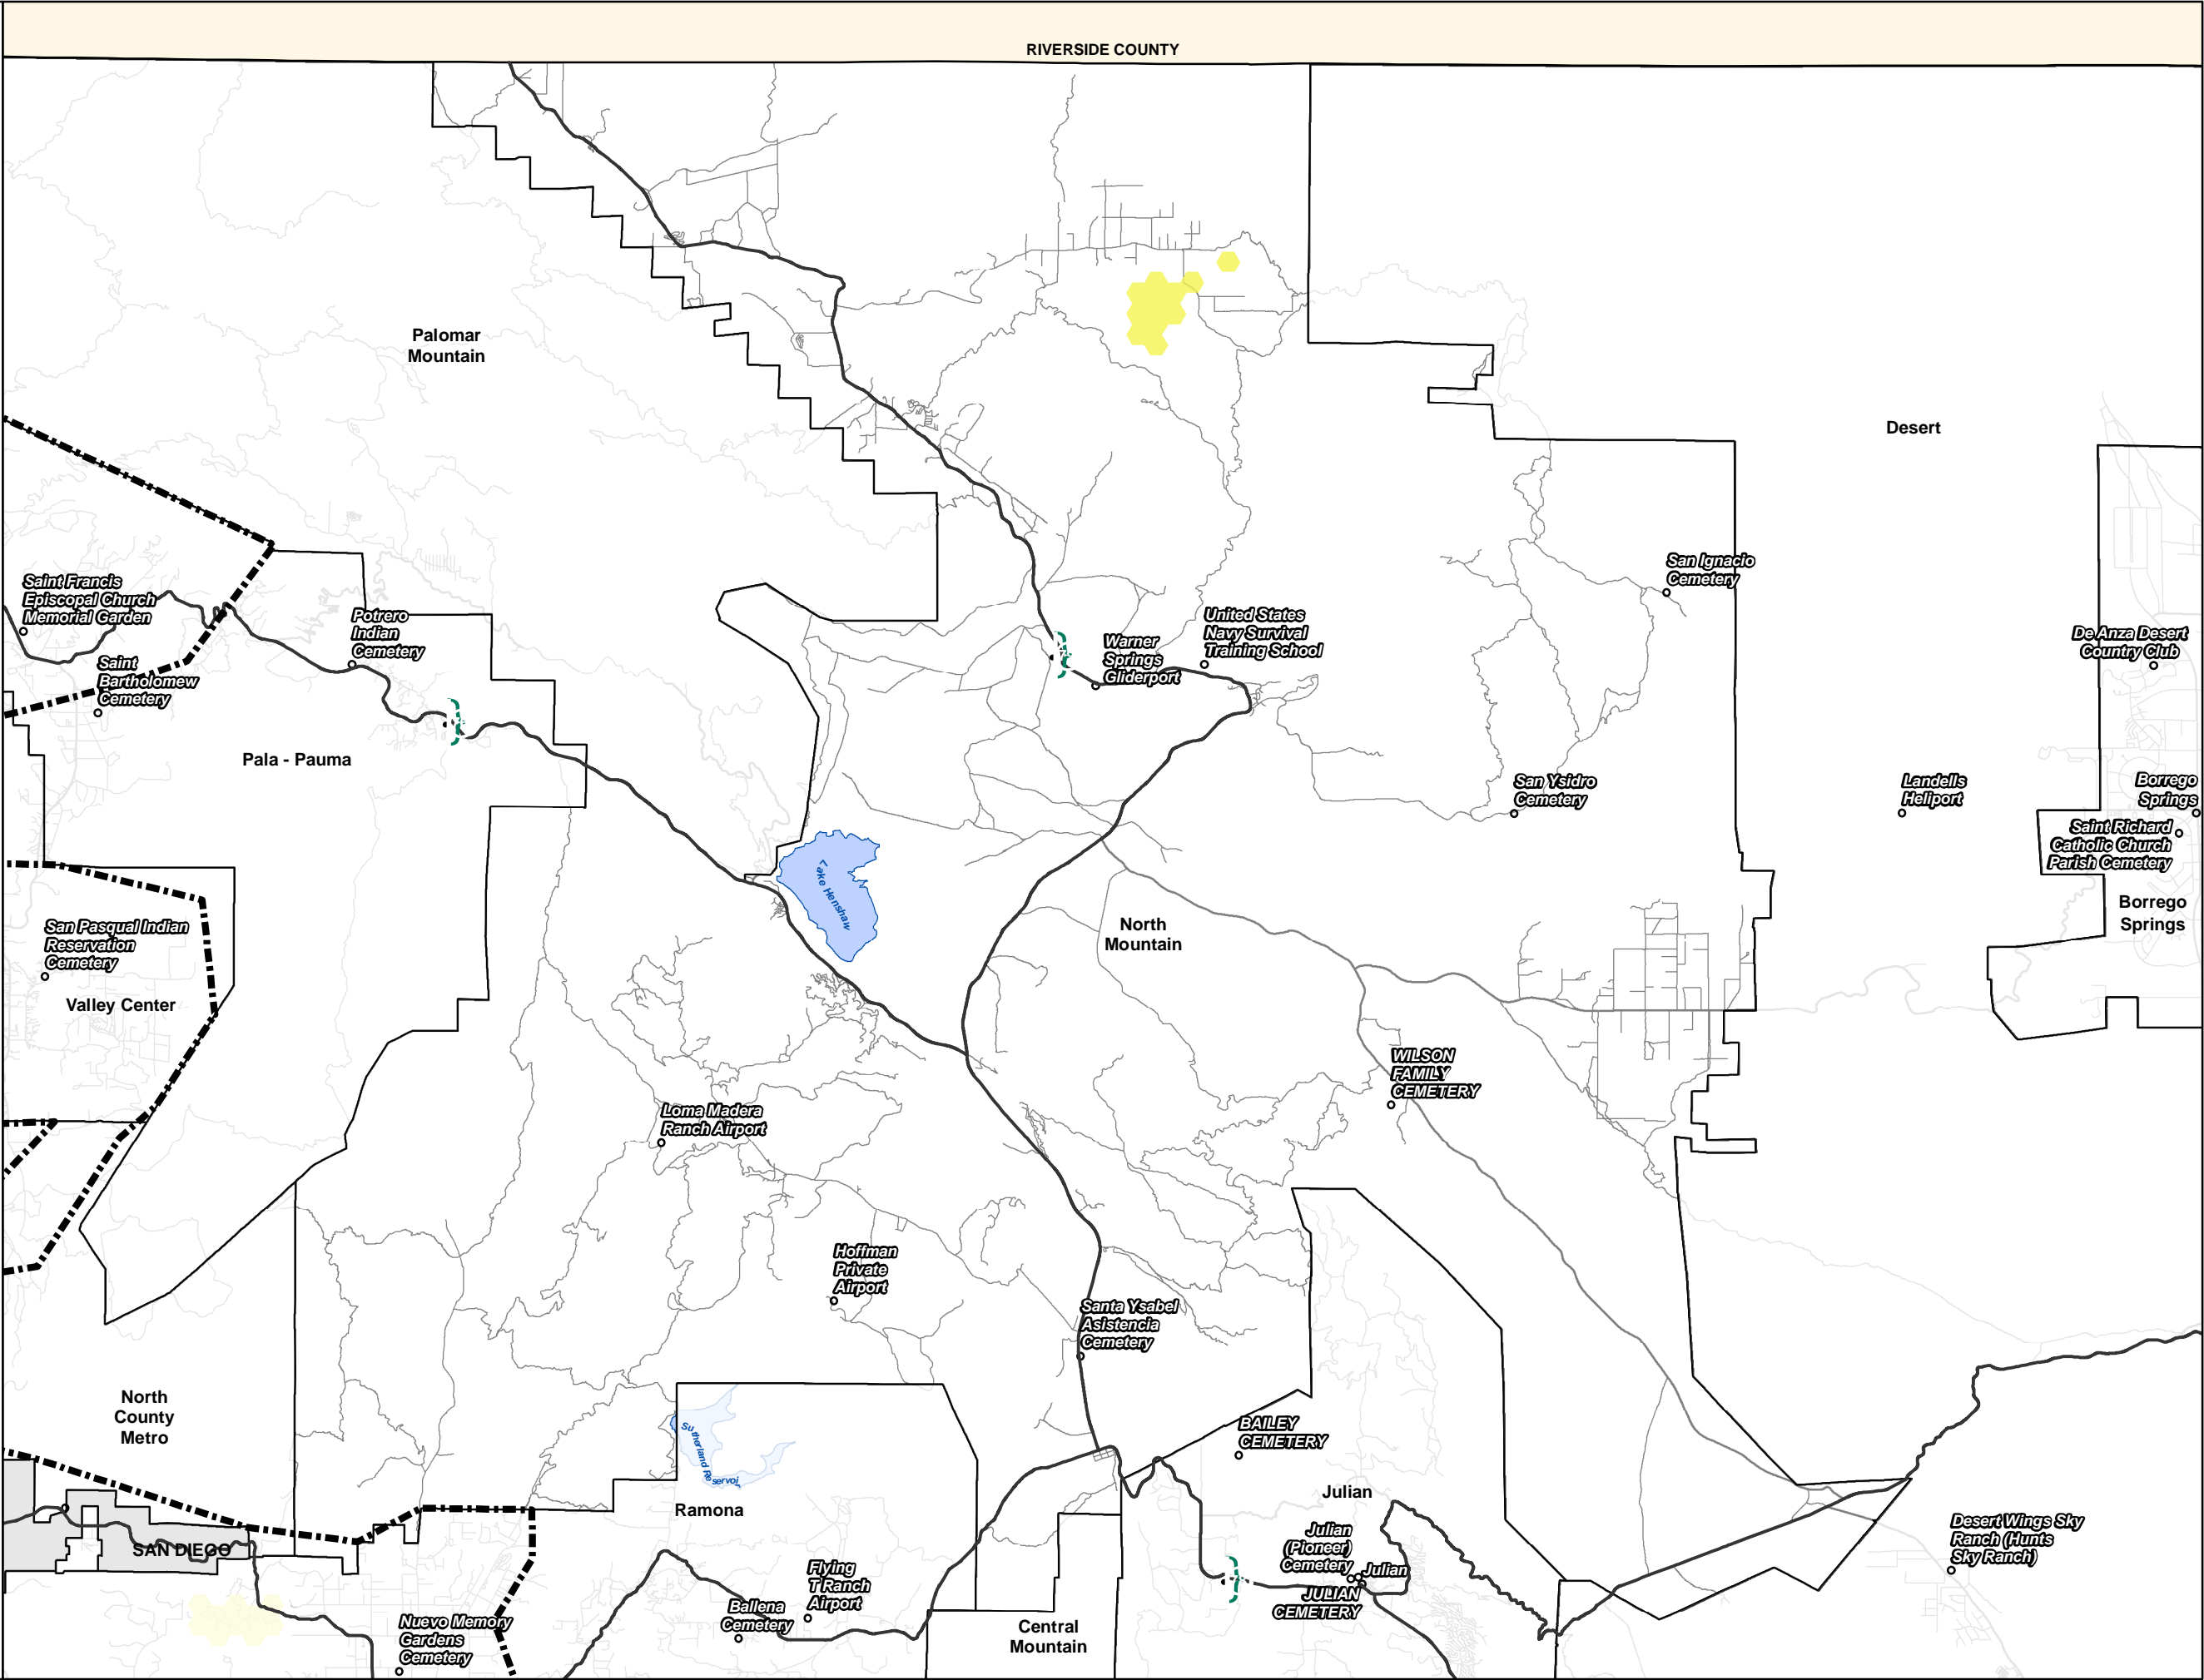 RIVERSIDE COUNTY
Palomar
Mountain
Desert
San Ignacio
Cemetery
Saint Francis
Episcopal Church
Memorial Garden
Potrero
Indian
Cemetery
United States
Navy Survival
Training School
Warner
Springs
Gliderport
De Anza Desert
Country Club
Saint
Bartholomew
Cemetery
Pala - Pauma
San Ysidro
Cemetery
Landells
Heliport
Borrego
Springs
Saint Richard
Catholic Church
Parish Cemetery
Lake Henshaw
Borrego
Springs
North
Mountain
San Pasqual Indian
Reservation
Cemetery
Valley Center
WILSON
FAMILY
CEMETERY
Loma Madera
Ranch Airport
Hoffman
Private
Airport
Santa Ysabel
Asistencia
Cemetery
North
County
Metro
BAILEY
CEMETERY
Sutherland Reservoi
Ramona
Julian
SAN DIEGO
Julian
(Pioneer)
Cemetery
Julian
JULIAN
CEMETERY
Desert Wings Sky
Ranch (Hunts
Sky Ranch)
Flying
T Ranch
Airport
Ballena
Cemetery
Nuevo Memory
Gardens
Cemetery
Central
Mountain